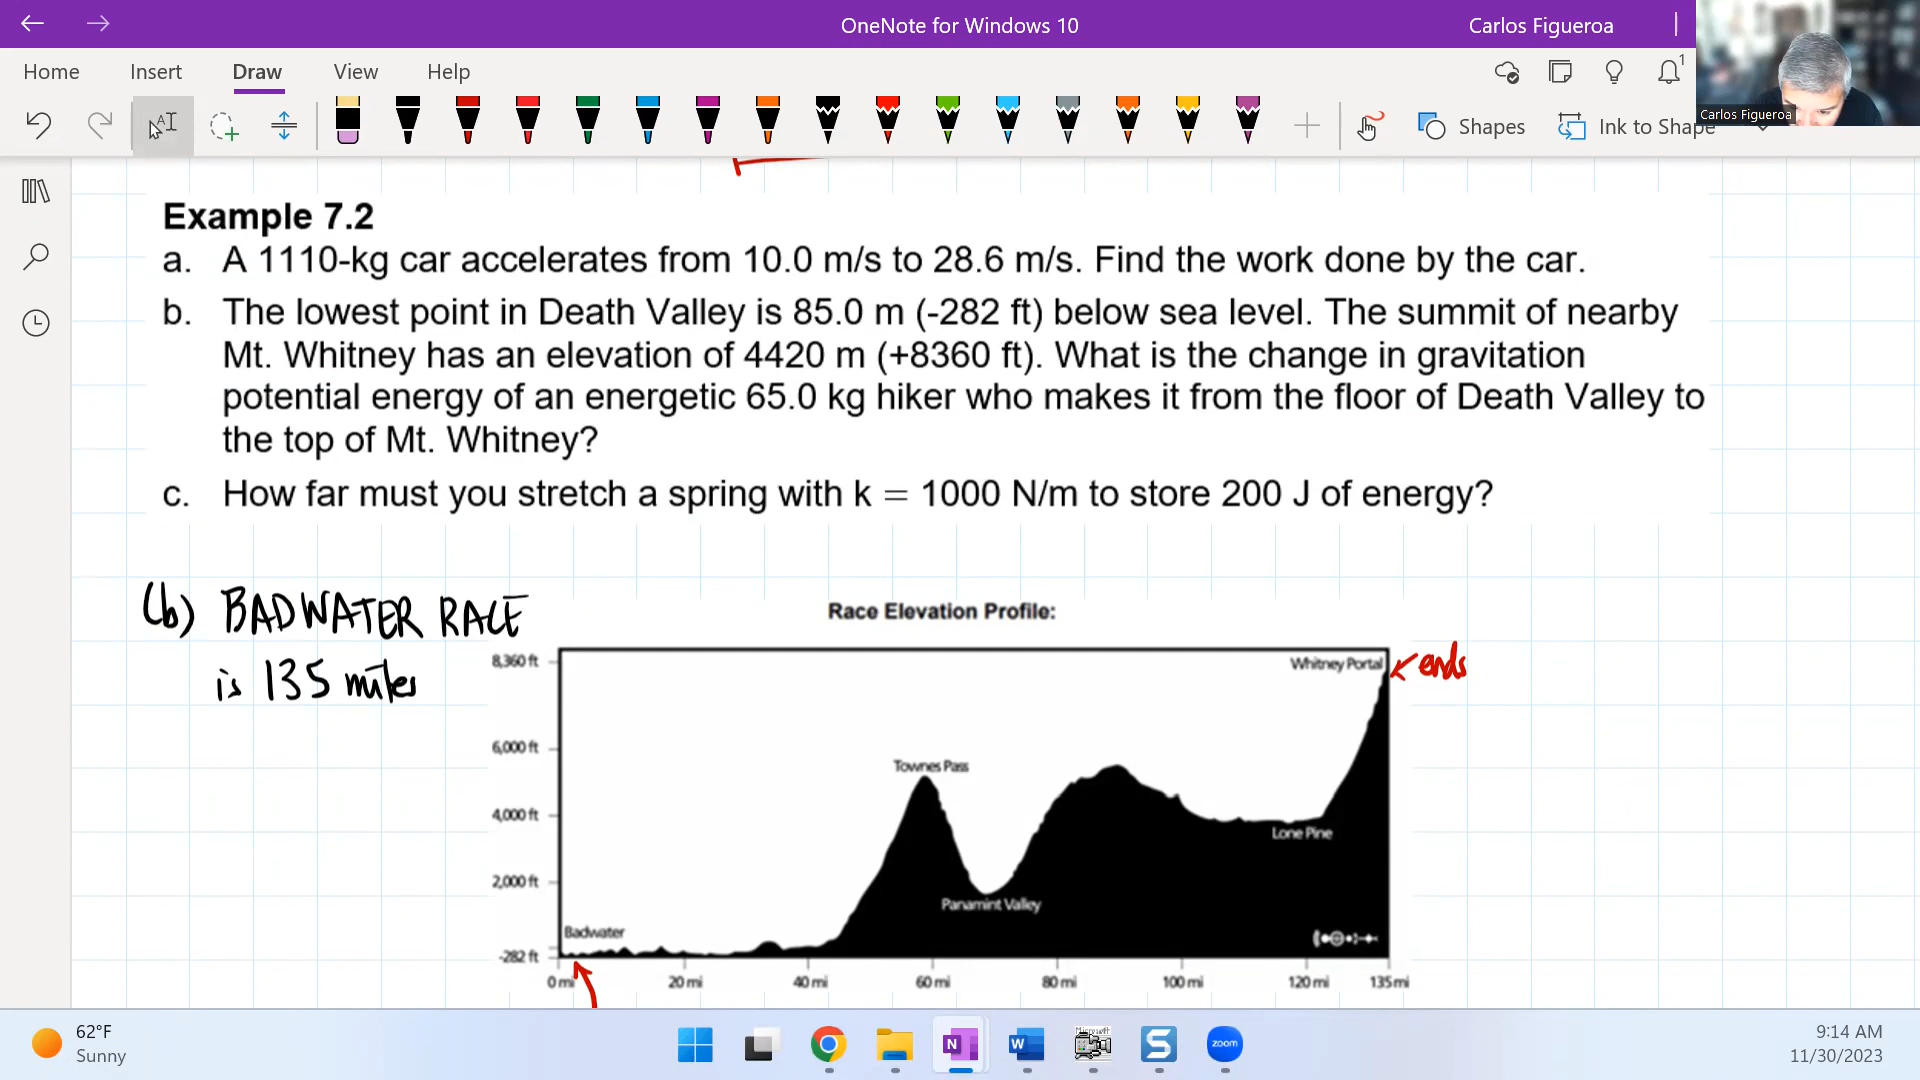 OneNote for Windows 10
Carlos Figueroa
Home Insert Draw View Help
1
Shapes Ink to Shape
Carlos Figueroa
Example 7.2
a. A 1110-kg car accelerates from 10.0 m/s to 28.6 m/s. Find the work done by the car.
b. The lowest point in Death Valley is 85.0 m (-282 ft) below sea level. The summit of nearby
Mt. Whitney has an elevation of 4420 m (+8360 ft). What is the change in gravitation
potential energy of an energetic 65.0 kg hiker who makes it from the floor of Death Valley to
the top of Mt. Whitney?
c. How far must you stretch a spring with k = 1000 N/m to store 200 J of energy?
(b) BADWATER RACE
is 135 miles
Race Elevation Profile:
8,360 ft
Whitney Portal
ends
6,000 ft
Townes Pass
4,000 ft
Lone Pine
2,000 ft
Panamint Valley
Badwater
-282 ft
0 mi 20 mi 40 mi 60 mi 80 mi 100 mi 120 mi 135 mi
62°F
Sunny
Microsoft
zoom
9:14 AM
11/30/2023